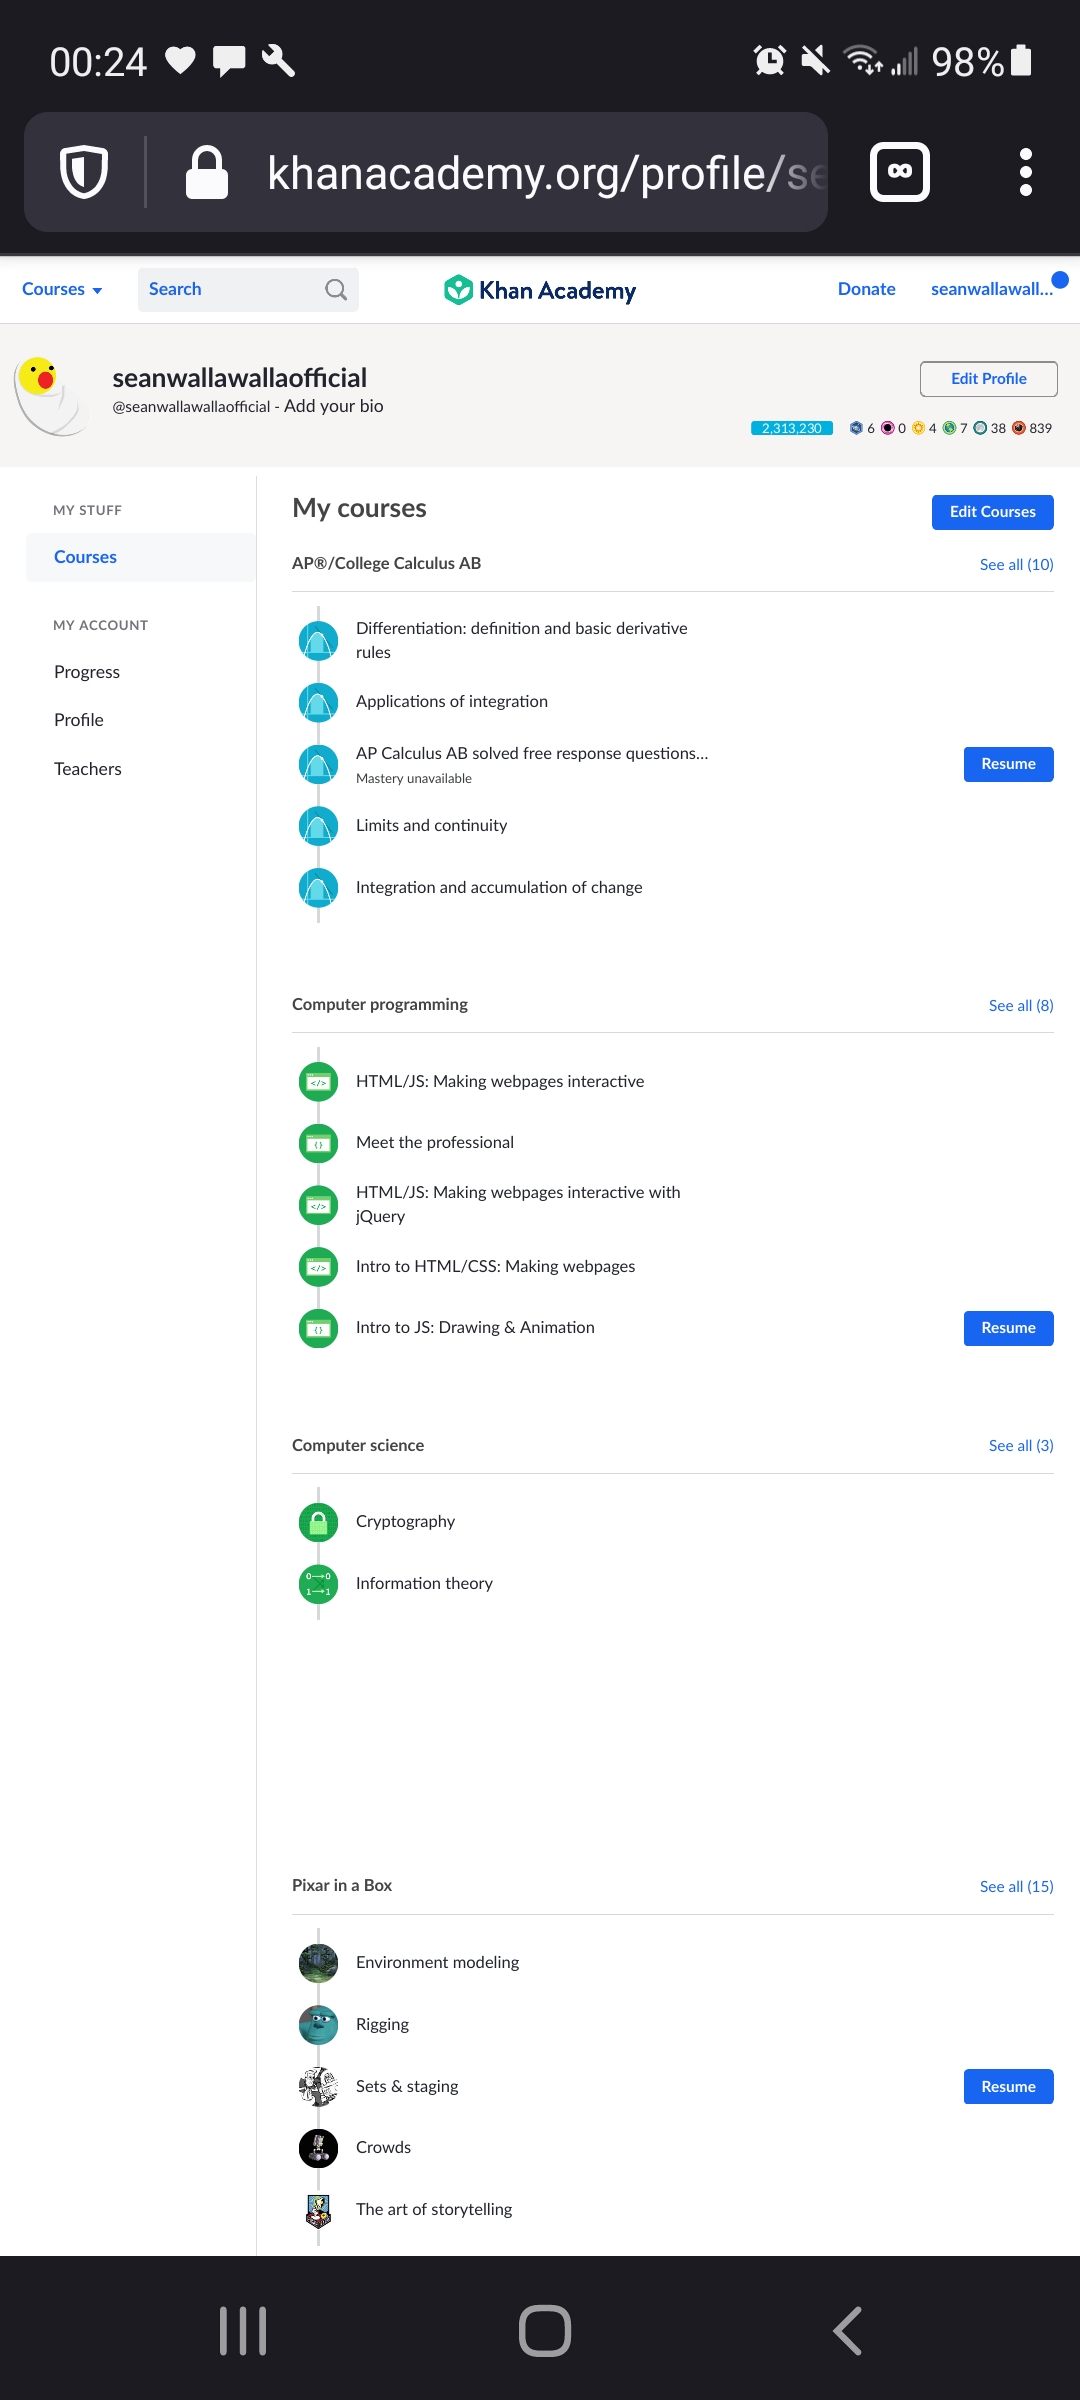 00:24
98%
khanacademy.org/profile/se
∞
Courses
Search
Khan Academy
Donate
seanwallawall...
seanwallawallaofficial
@seanwallawallaofficial - Add your bio
Edit Profile
2,313,230
6
0
4
7
38
839
MY STUFF
Courses
MY ACCOUNT
Progress
Profile
Teachers
My courses
Edit Courses
AP®/College Calculus AB
See all (10)
Differentiation: definition and basic derivative
rules
Applications of integration
AP Calculus AB solved free response questions...
Mastery unavailable
Resume
Limits and continuity
Integration and accumulation of change
Computer programming
See all (8)
HTML/JS: Making webpages interactive
Meet the professional
HTML/JS: Making webpages interactive with
jQuery
Intro to HTML/CSS: Making webpages
Intro to JS: Drawing & Animation
Resume
Computer science
See all (3)
Cryptography
Information theory
Pixar in a Box
See all (15)
Environment modeling
Rigging
Sets & staging
Resume
Crowds
The art of storytelling